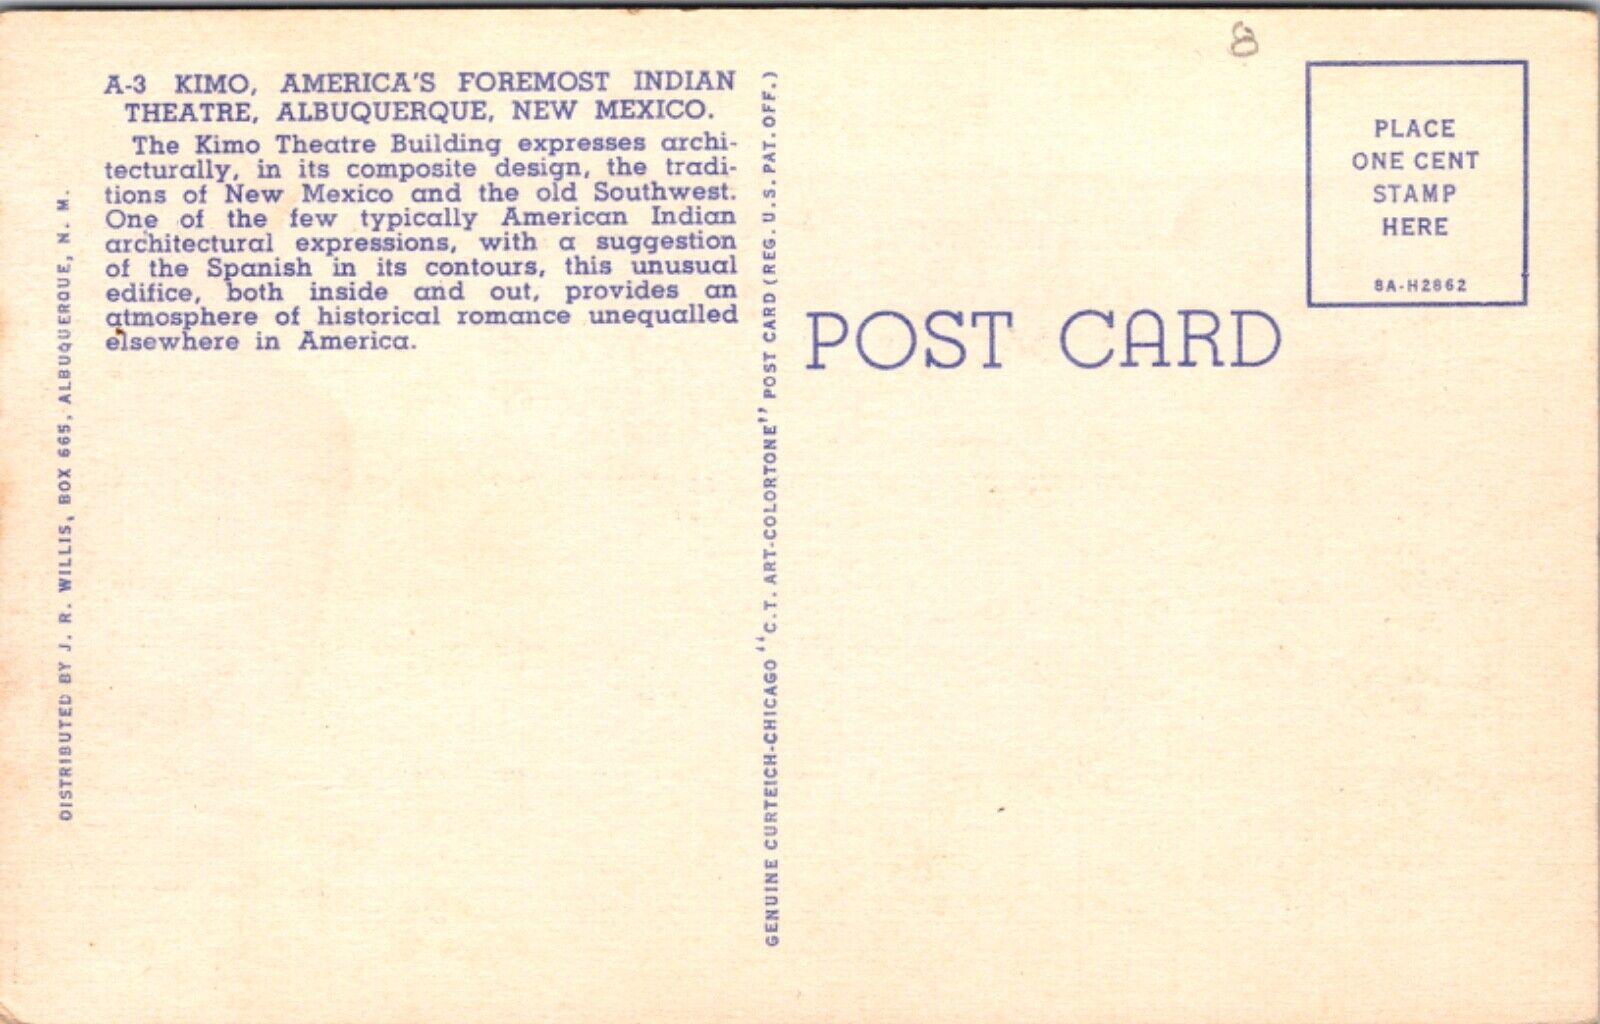 A-3 KIMO, AMERICA'S FOREMOST INDIAN
THEATRE, ALBUQUERQUE, NEW MEXICO.
The Kimo Theatre Building expresses archi-
tecturally, in its composite design, the tradi-
tions of New Mexico and the old Southwest.
One of the few typically American Indian
architectural expressions, with a suggestion
of the Spanish in its contours, this unusual
edifice, both inside and out, provides an
atmosphere of historical romance unequalled
elsewhere in America.
DISTRIBUTED BY J. R. WILLIS, BOX 665, ALBUQUERQUE, N. M.
GENUINE CURTEICH-CHICAGO "C.T. ART-COLORTONE" POST CARD (REG. U.S. PAT. OFF.)
8
PLACE
ONE CENT
STAMP
HERE
8A-H2862
POST CARD